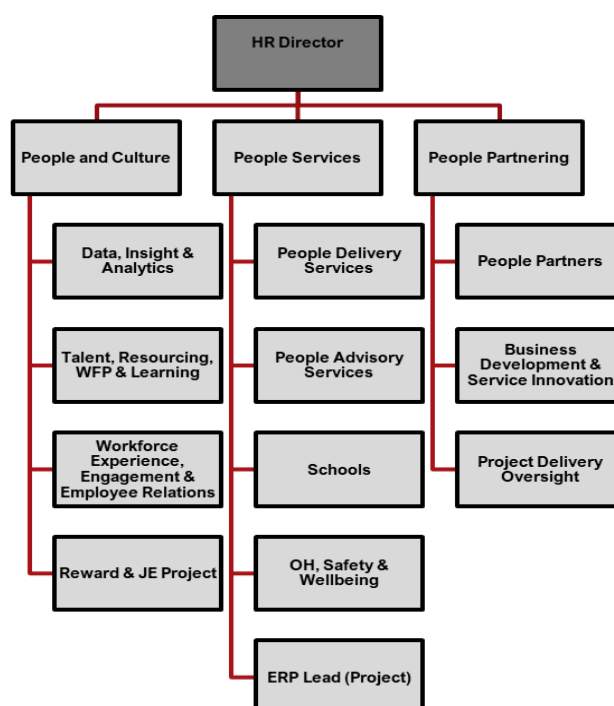 HR Director
People and Culture
People Services
People Partnering
Data, Insight &
Analytics
People Delivery
Services
People Partners
Talent, Resourcing,
WFP & Learning
People Advisory
Services
Business
Development &
Service Innovation
Workforce
Experience,
Engagement &
Employee Relations
Schools
Project Delivery
Oversight
Reward & JE Project
OH, Safety &
Wellbeing
ERP Lead (Project)